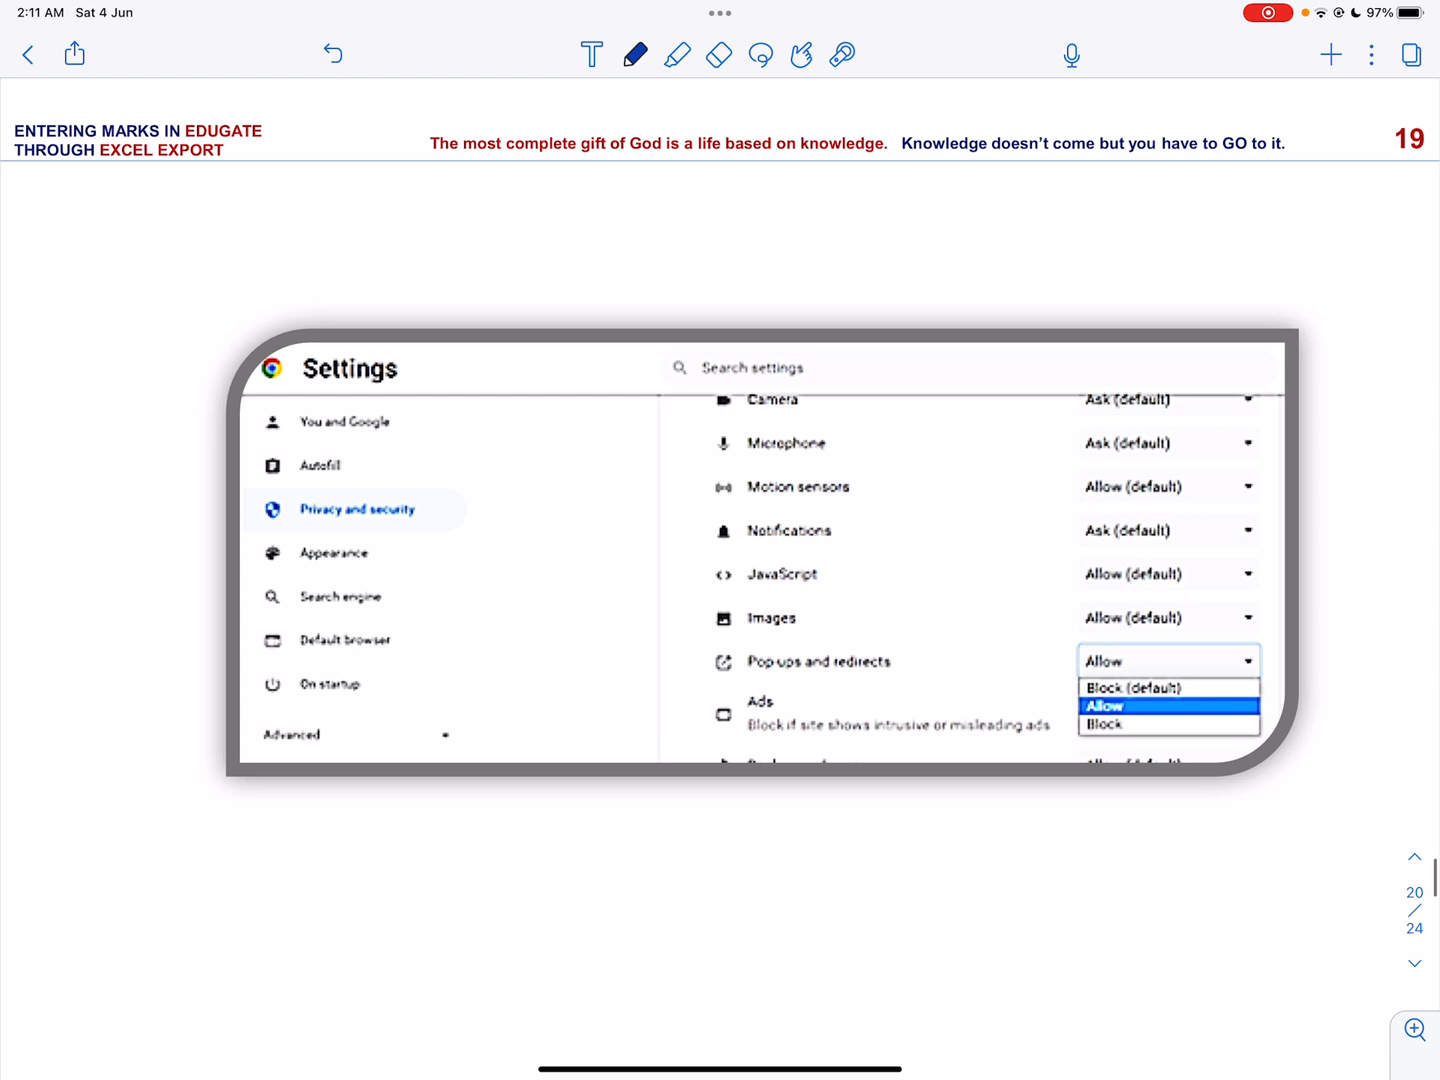 2:11 AM Sat 4 Jun
97%
ENTERING MARKS IN EDUGATE
THROUGH EXCEL EXPORT
The most complete gift of God is a life based on knowledge. Knowledge doesn’t come but you have to GO to it.
19
Settings
Search settings
You and Google
Autofill
Privacy and security
Appearance
Search engine
Default browser
On startup
Advanced
Camera Ask (default)
Microphone Ask (default)
Motion sensors Allow (default)
Notifications Ask (default)
JavaScript Allow (default)
Images Allow (default)
Pop-ups and redirects Allow
Block (default)
Allow
Block
Ads
Block if site shows intrusive or misleading ads
20
/
24